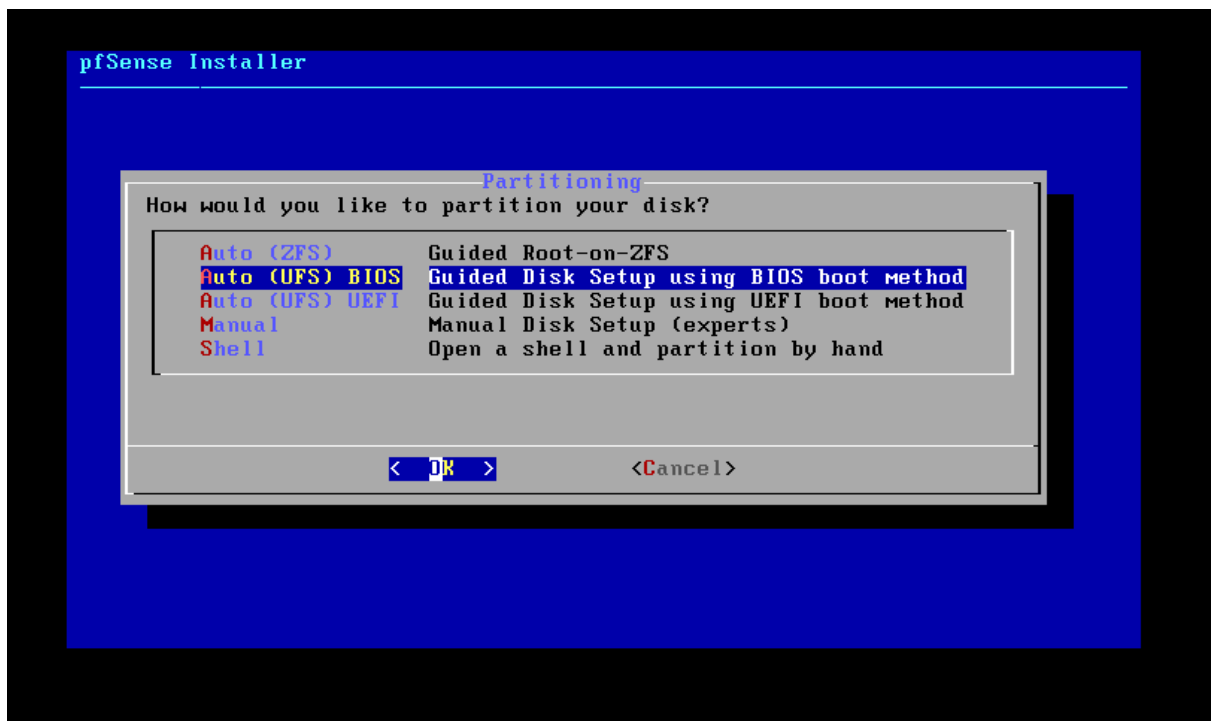 pfSense Installer
Partitioning
How would you like to partition your disk?
Auto (ZFS) Guided Root-on-ZFS
Auto (UFS) BIOS Guided Disk Setup using BIOS boot method
Auto (UFS) UEFI Guided Disk Setup using UEFI boot method
Manual Manual Disk Setup (experts)
Shell Open a shell and partition by hand
< OK > <Cancel>